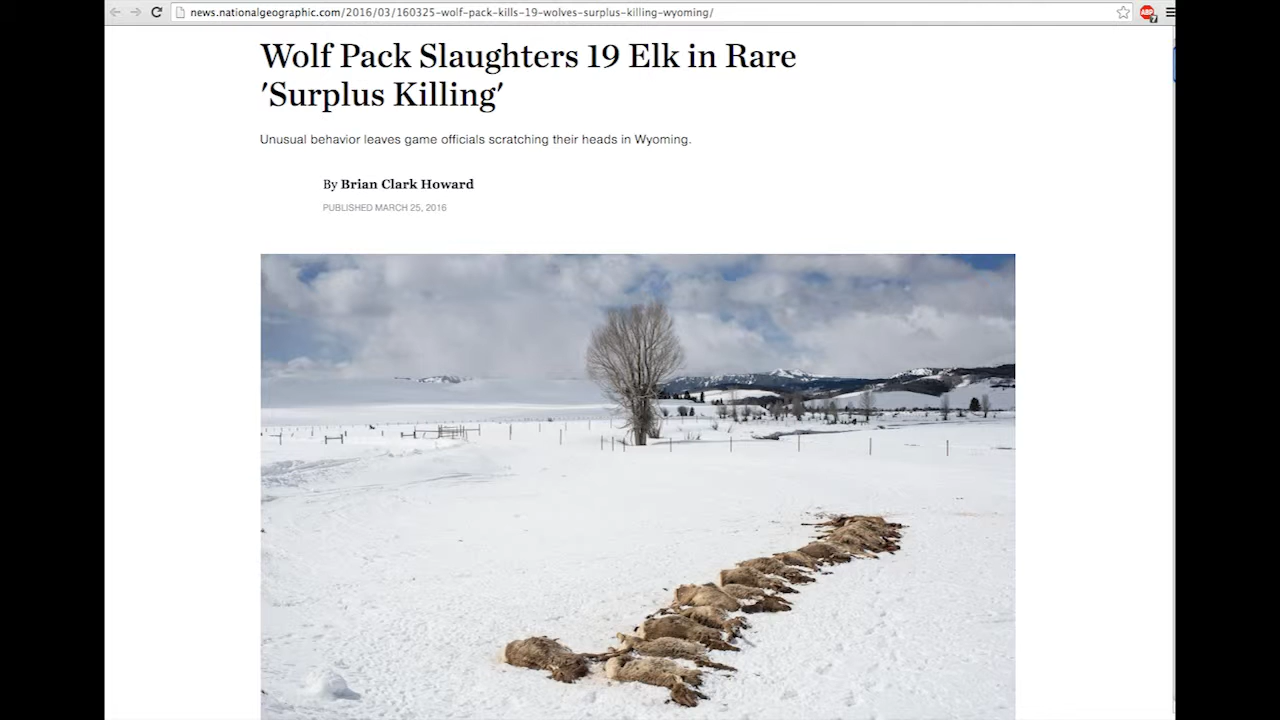 news.nationalgeographic.com/2016/03/160325-wolf-pack-kills-19-wolves-surplus-killing-wyoming/
ABP
7
Wolf Pack Slaughters 19 Elk in Rare
'Surplus Killing'
Unusual behavior leaves game officials scratching their heads in Wyoming.
By Brian Clark Howard
PUBLISHED MARCH 25, 2016